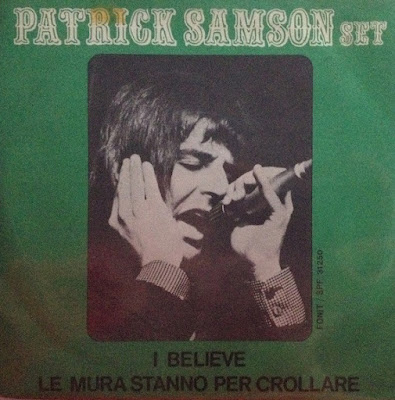 PATRICK SAMSON SET
FONIT / SPF 31250
I BELIEVE
LE MURA STANNO PER CROLLARE